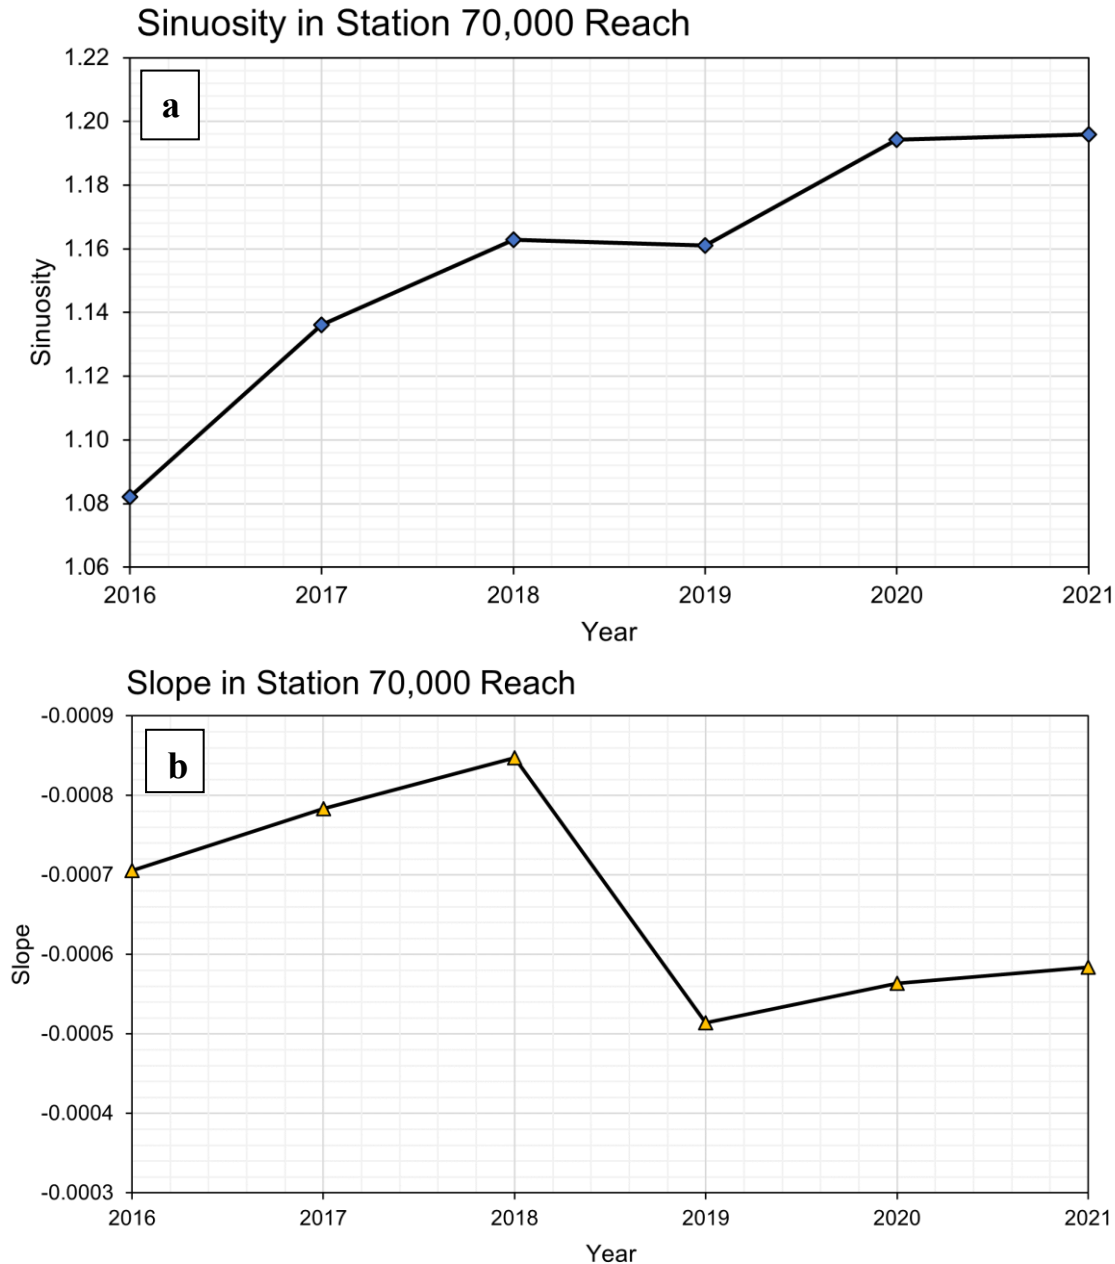 Sinuosity in Station 70,000 Reach
a
1.22
1.20
1.18
1.16
1.14
1.12
1.10
1.08
1.06
Sinuosity
2016 2017 2018 2019 2020 2021
Year
Slope in Station 70,000 Reach
b
-0.0009
-0.0008
-0.0007
-0.0006
-0.0005
-0.0004
-0.0003
Slope
2016 2017 2018 2019 2020 2021
Year